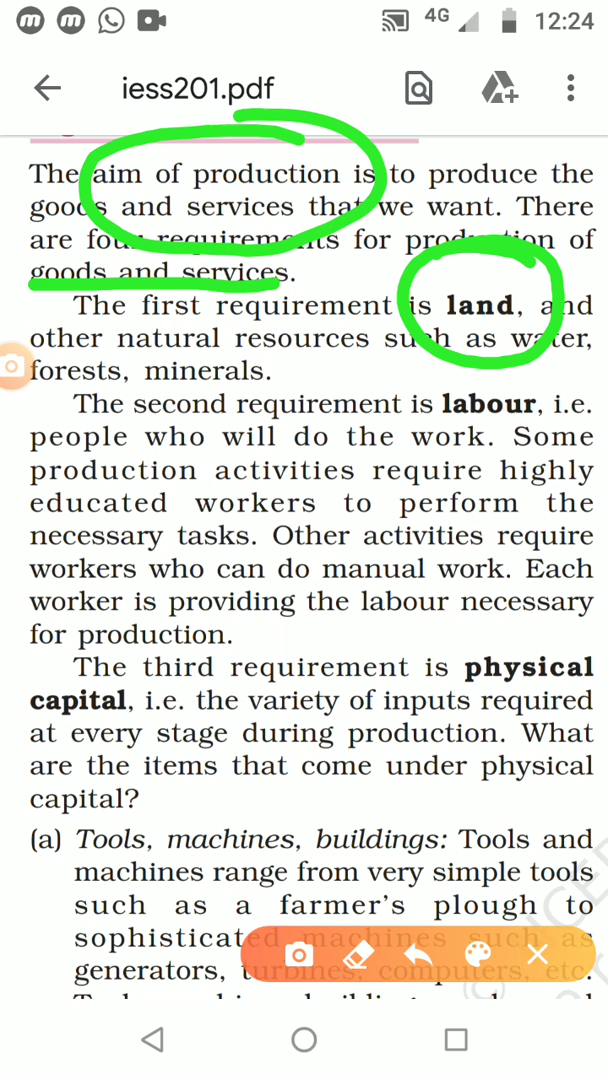 4G 12:24
iess201.pdf
The aim of production is to produce the
goods and services that we want. There
are four requirements for production of
goods and services.
The first requirement is land, and
other natural resources such as water,
forests, minerals.
The second requirement is labour, i.e.
people who will do the work. Some
production activities require highly
educated workers to perform the
necessary tasks. Other activities require
workers who can do manual work. Each
worker is providing the labour necessary
for production.
The third requirement is physical
capital, i.e. the variety of inputs required
at every stage during production. What
are the items that come under physical
capital?
(a) Tools, machines, buildings: Tools and
machines range from very simple tools
such as a farmer's plough to
sophisticated machines such as
generators, turbines, computers, etc.